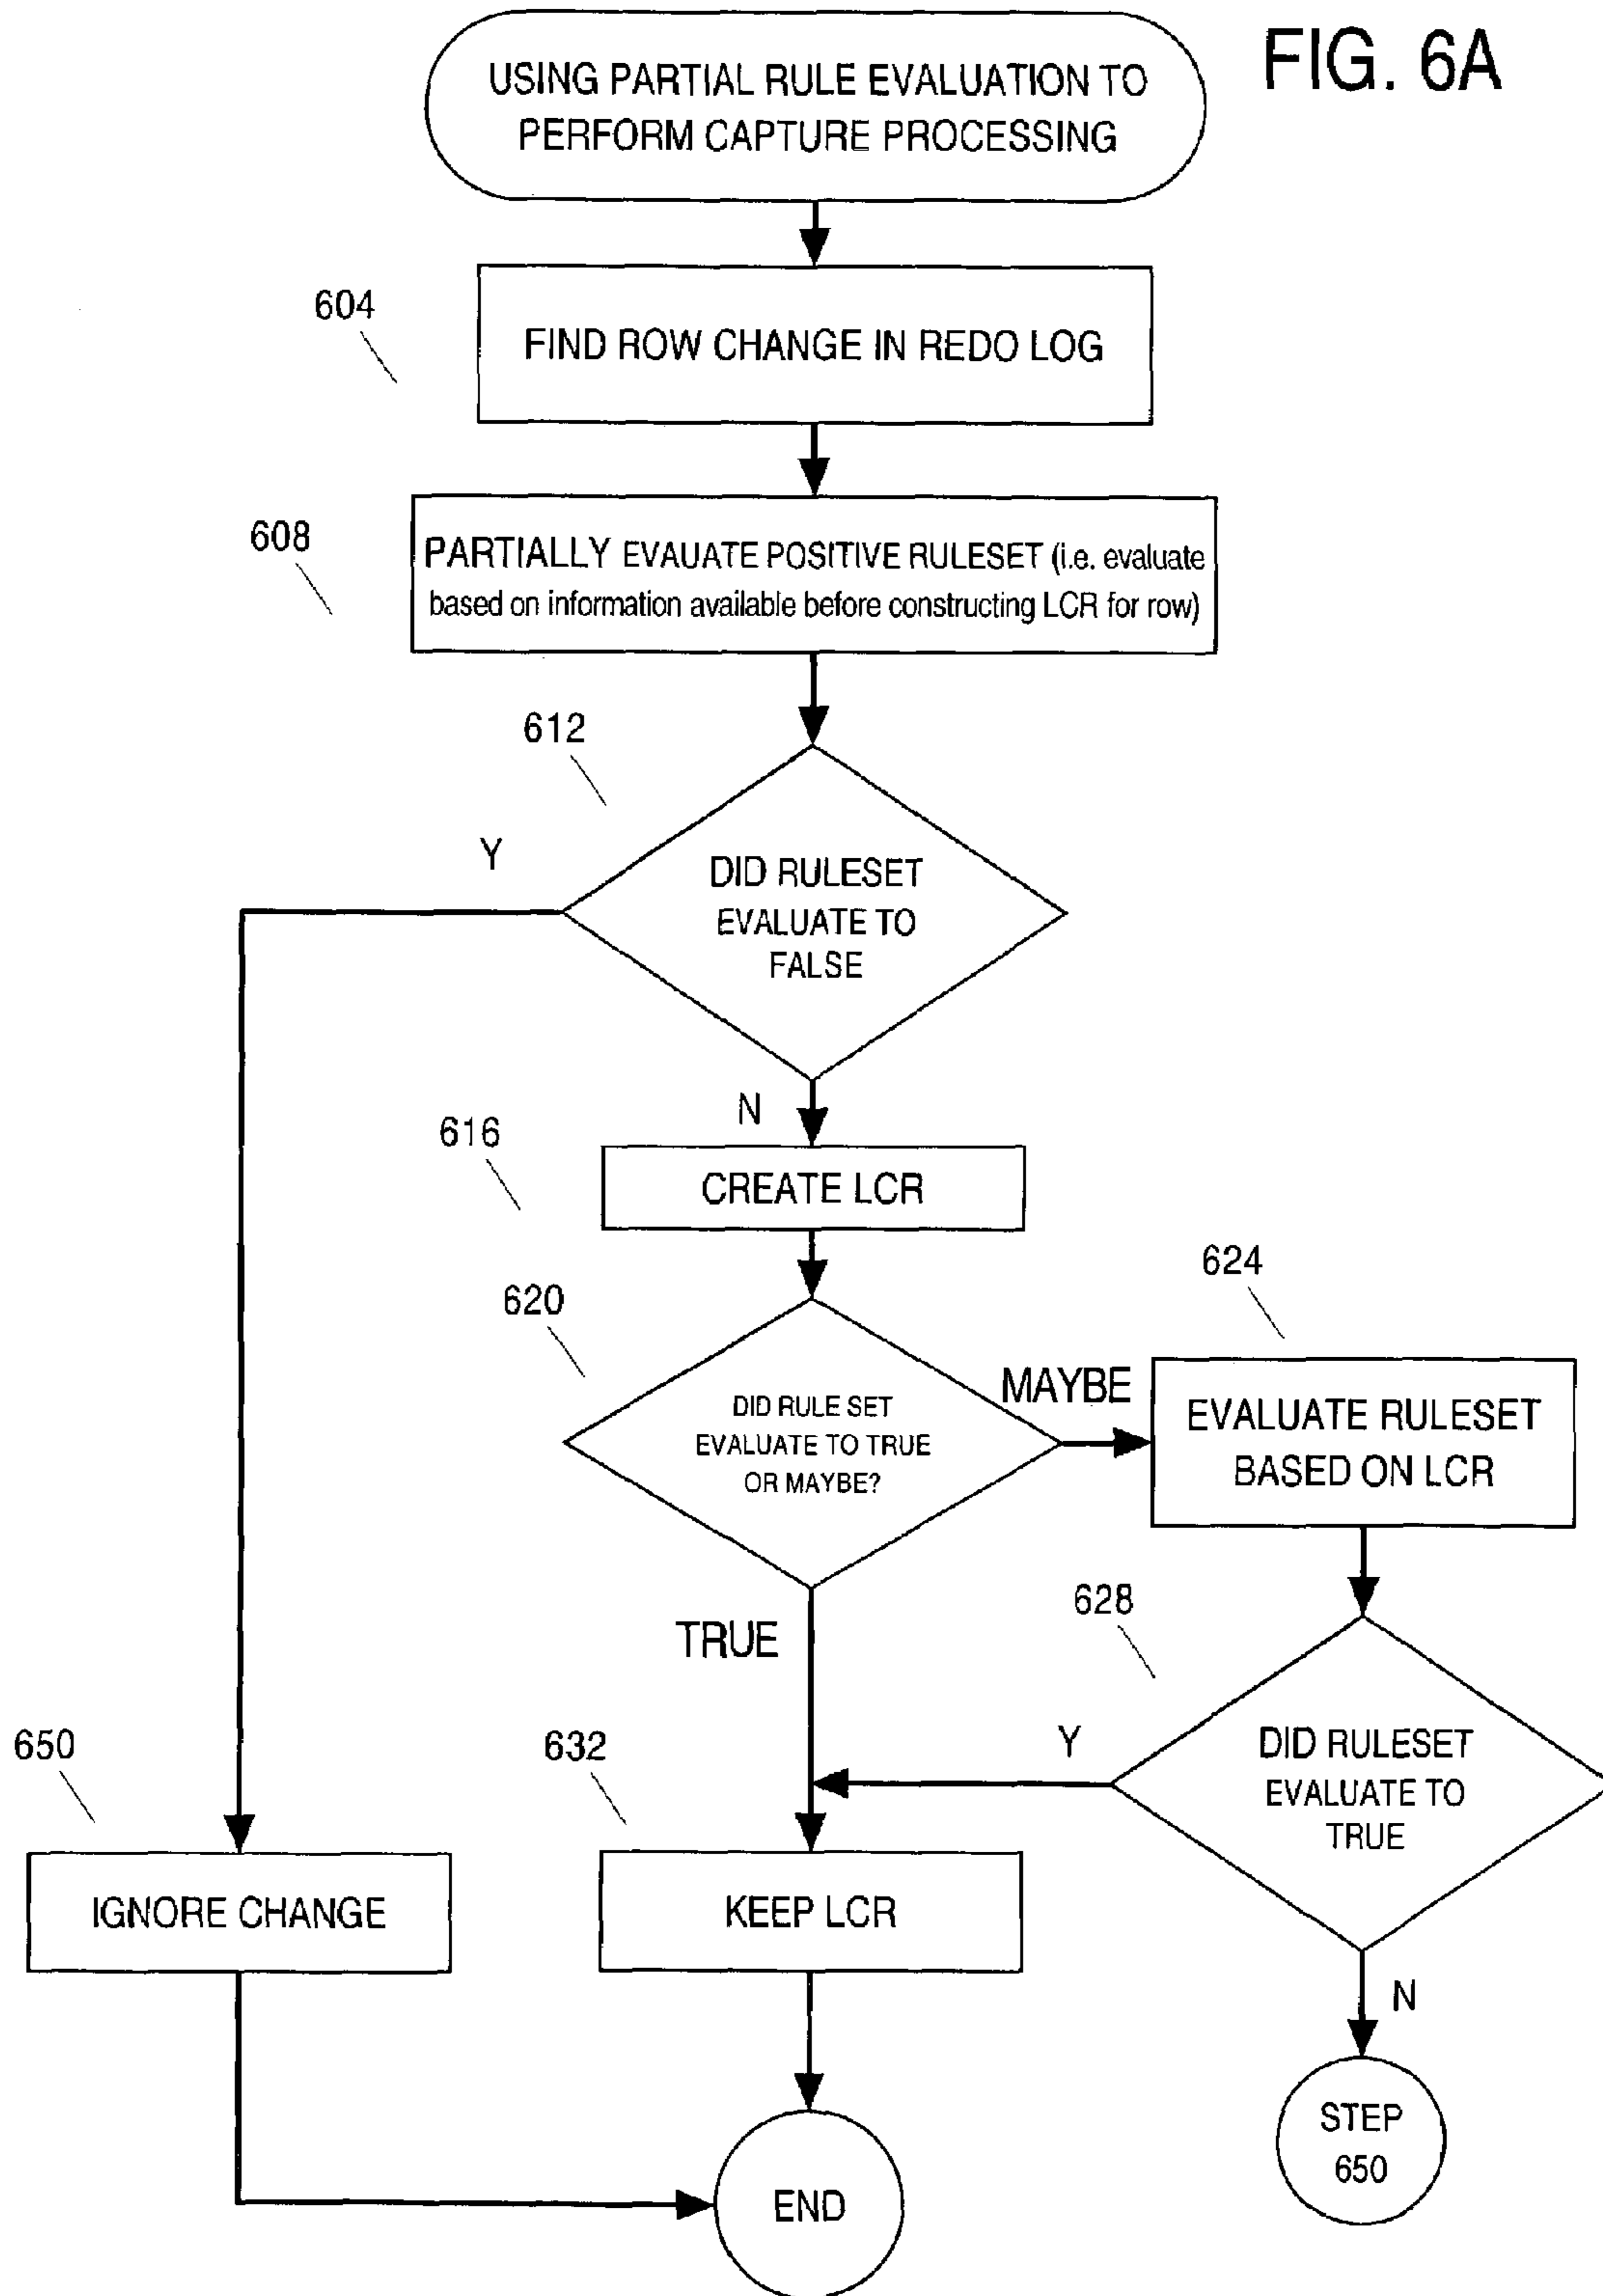 FIG. 6A
USING PARTIAL RULE EVALUATION TO
PERFORM CAPTURE PROCESSING
604
FIND ROW CHANGE IN REDO LOG
608
PARTIALLY EVAUATE POSITIVE RULESET (i.e. evaluate
based on information available before constructing LCR for row)
612
Y
DID RULESET
EVALUATE TO
FALSE
N
616
CREATE LCR
620
DID RULE SET
EVALUATE TO TRUE
OR MAYBE?
MAYBE
624
EVALUATE RULESET
BASED ON LCR
TRUE
628
Y
DID RULESET
EVALUATE TO
TRUE
650
IGNORE CHANGE
632
KEEP LCR
N
STEP
650
END